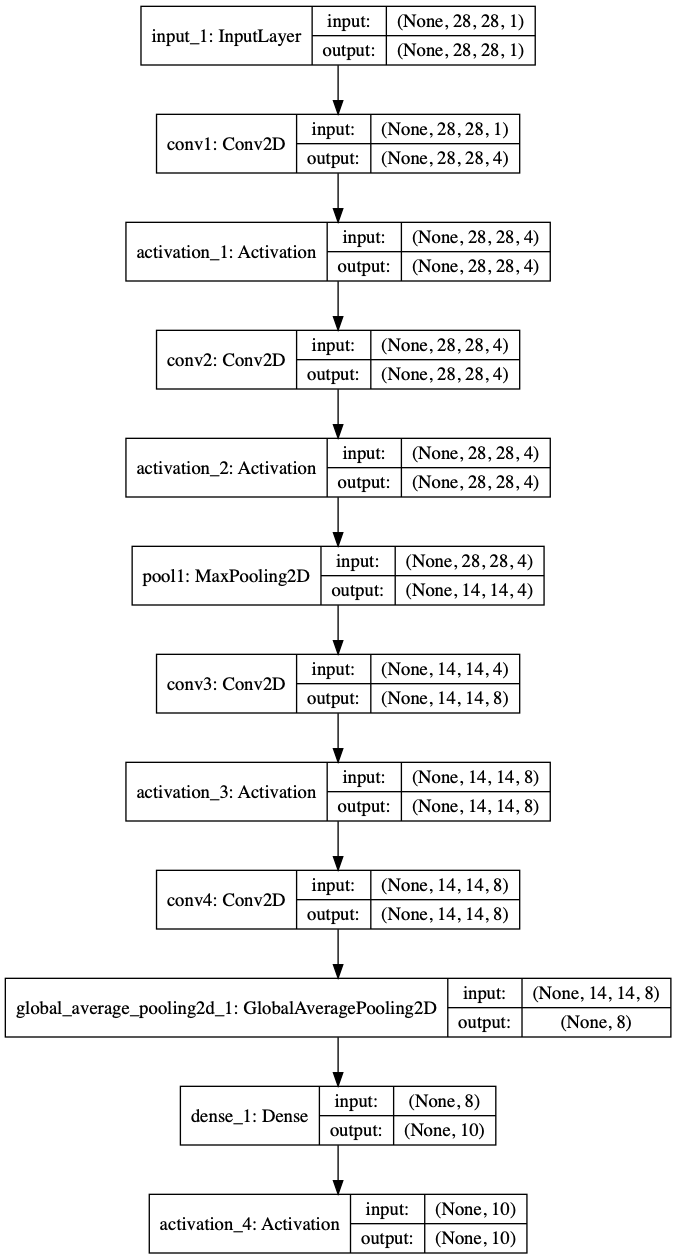 input_1: InputLayer
input: (None, 28, 28, 1)
output: (None, 28, 28, 1)
conv1: Conv2D
input: (None, 28, 28, 1)
output: (None, 28, 28, 4)
activation_1: Activation
input: (None, 28, 28, 4)
output: (None, 28, 28, 4)
conv2: Conv2D
input: (None, 28, 28, 4)
output: (None, 28, 28, 4)
activation_2: Activation
input: (None, 28, 28, 4)
output: (None, 28, 28, 4)
pool1: MaxPooling2D
input: (None, 28, 28, 4)
output: (None, 14, 14, 4)
conv3: Conv2D
input: (None, 14, 14, 4)
output: (None, 14, 14, 8)
activation_3: Activation
input: (None, 14, 14, 8)
output: (None, 14, 14, 8)
conv4: Conv2D
input: (None, 14, 14, 8)
output: (None, 14, 14, 8)
global_average_pooling2d_1: GlobalAveragePooling2D
input: (None, 14, 14, 8)
output: (None, 8)
dense_1: Dense
input: (None, 8)
output: (None, 10)
activation_4: Activation
input: (None, 10)
output: (None, 10)